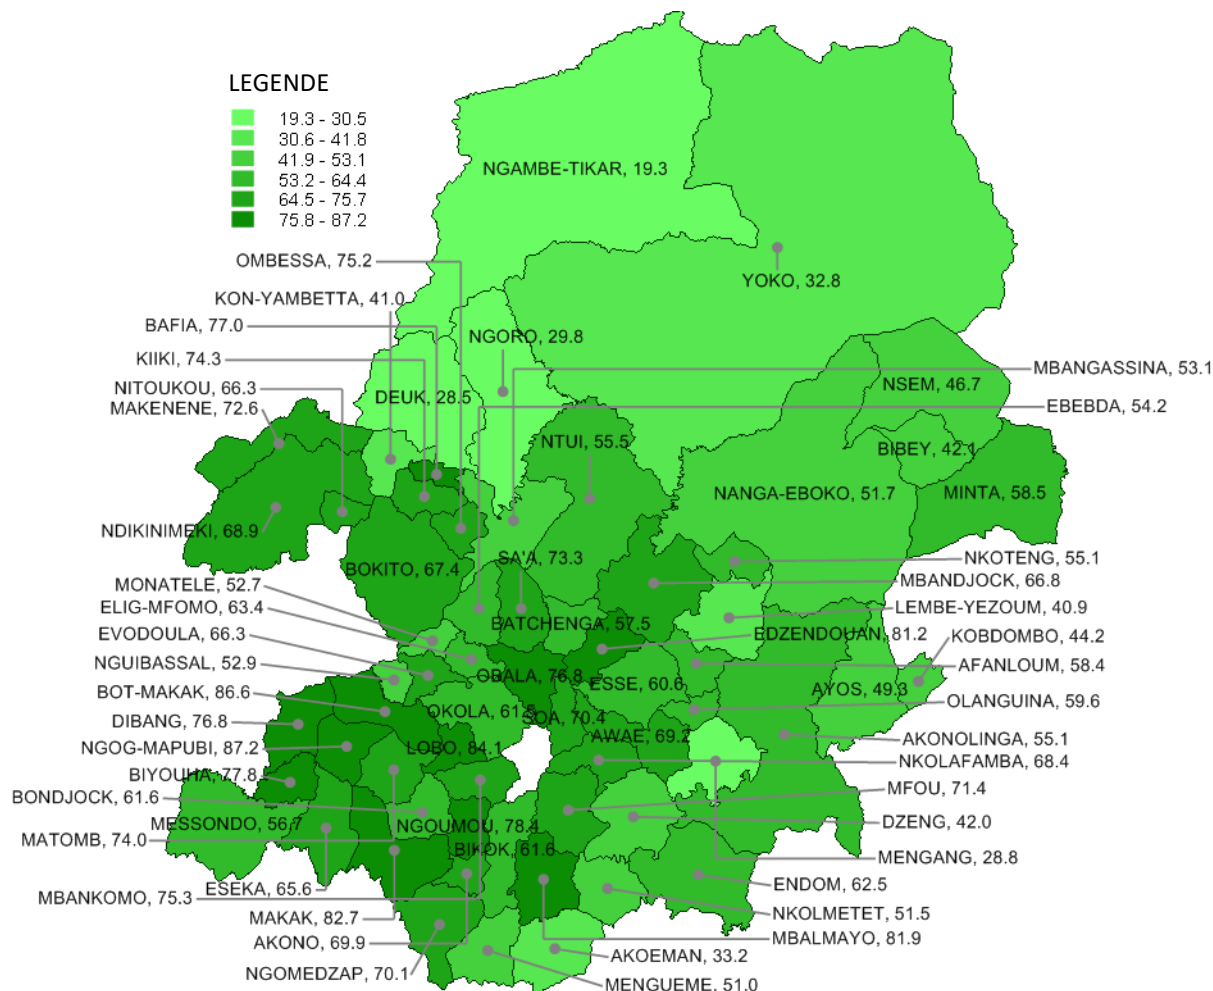 LEGENDE
19.3 - 30.5
30.6 - 41.8
41.9 - 53.1
53.2 - 64.4
64.5 - 75.7
75.8 - 87.2
NGAMBE-TIKAR, 19.3
OMBESSA, 75.2
YOKO, 32.8
KON-YAMBETTA, 41.0
BAFIA, 77.0
NGORO, 29.8
KIIKI, 74.3
MBANGASSINA, 53.1
NSEM, 46.7
NITOUKOU, 66.3
DEUK, 28.5
MAKENENE, 72.6
EBEBDA, 54.2
NTUI, 55.5
BIBEY, 42.1
NANGA-EBOKO, 51.7
MINTA, 58.5
NDIKINIMEKI, 68.9
SA'A, 73.3
NKOTENG, 55.1
BOKITO, 67.4
MBANDJOCK, 66.8
MONATELE, 52.7
ELIG-MFOMO, 63.4
LEMBE-YEZOUM, 40.9
BATCHENGA, 57.5
EVODOULA, 66.3
EDZENDOUAN, 81.2
KOBDOMBO, 44.2
NGUIBASSAL, 52.9
AFANLOUM, 58.4
OBALA, 76.8
ESSE, 60.6
AYOS, 49.3
BOT-MAKAK, 86.6
OLANGUINA, 59.6
OKOLA, 61.5
SOA, 70.4
DIBANG, 76.8
AWAE, 69.2
AKONOLINGA, 55.1
NGOG-MAPUBI, 87.2
LOBO, 84.1
NKOLAFAMBA, 68.4
BIYOUHA, 77.8
MFOU, 71.4
BONDJOCK, 61.6
MESSONDO, 56.7
NGOUMOU, 78.4
DZENG, 42.0
MATOMB, 74.0
BIKOK, 61.6
MENGANG, 28.8
ESEKA, 65.6
ENDOM, 62.5
MBANKOMO, 75.3
NKOLMETET, 51.5
MAKAK, 82.7
MBALMAYO, 81.9
AKONO, 69.9
AKOEMAN, 33.2
NGOMEDZAP, 70.1
MENGUEME, 51.0